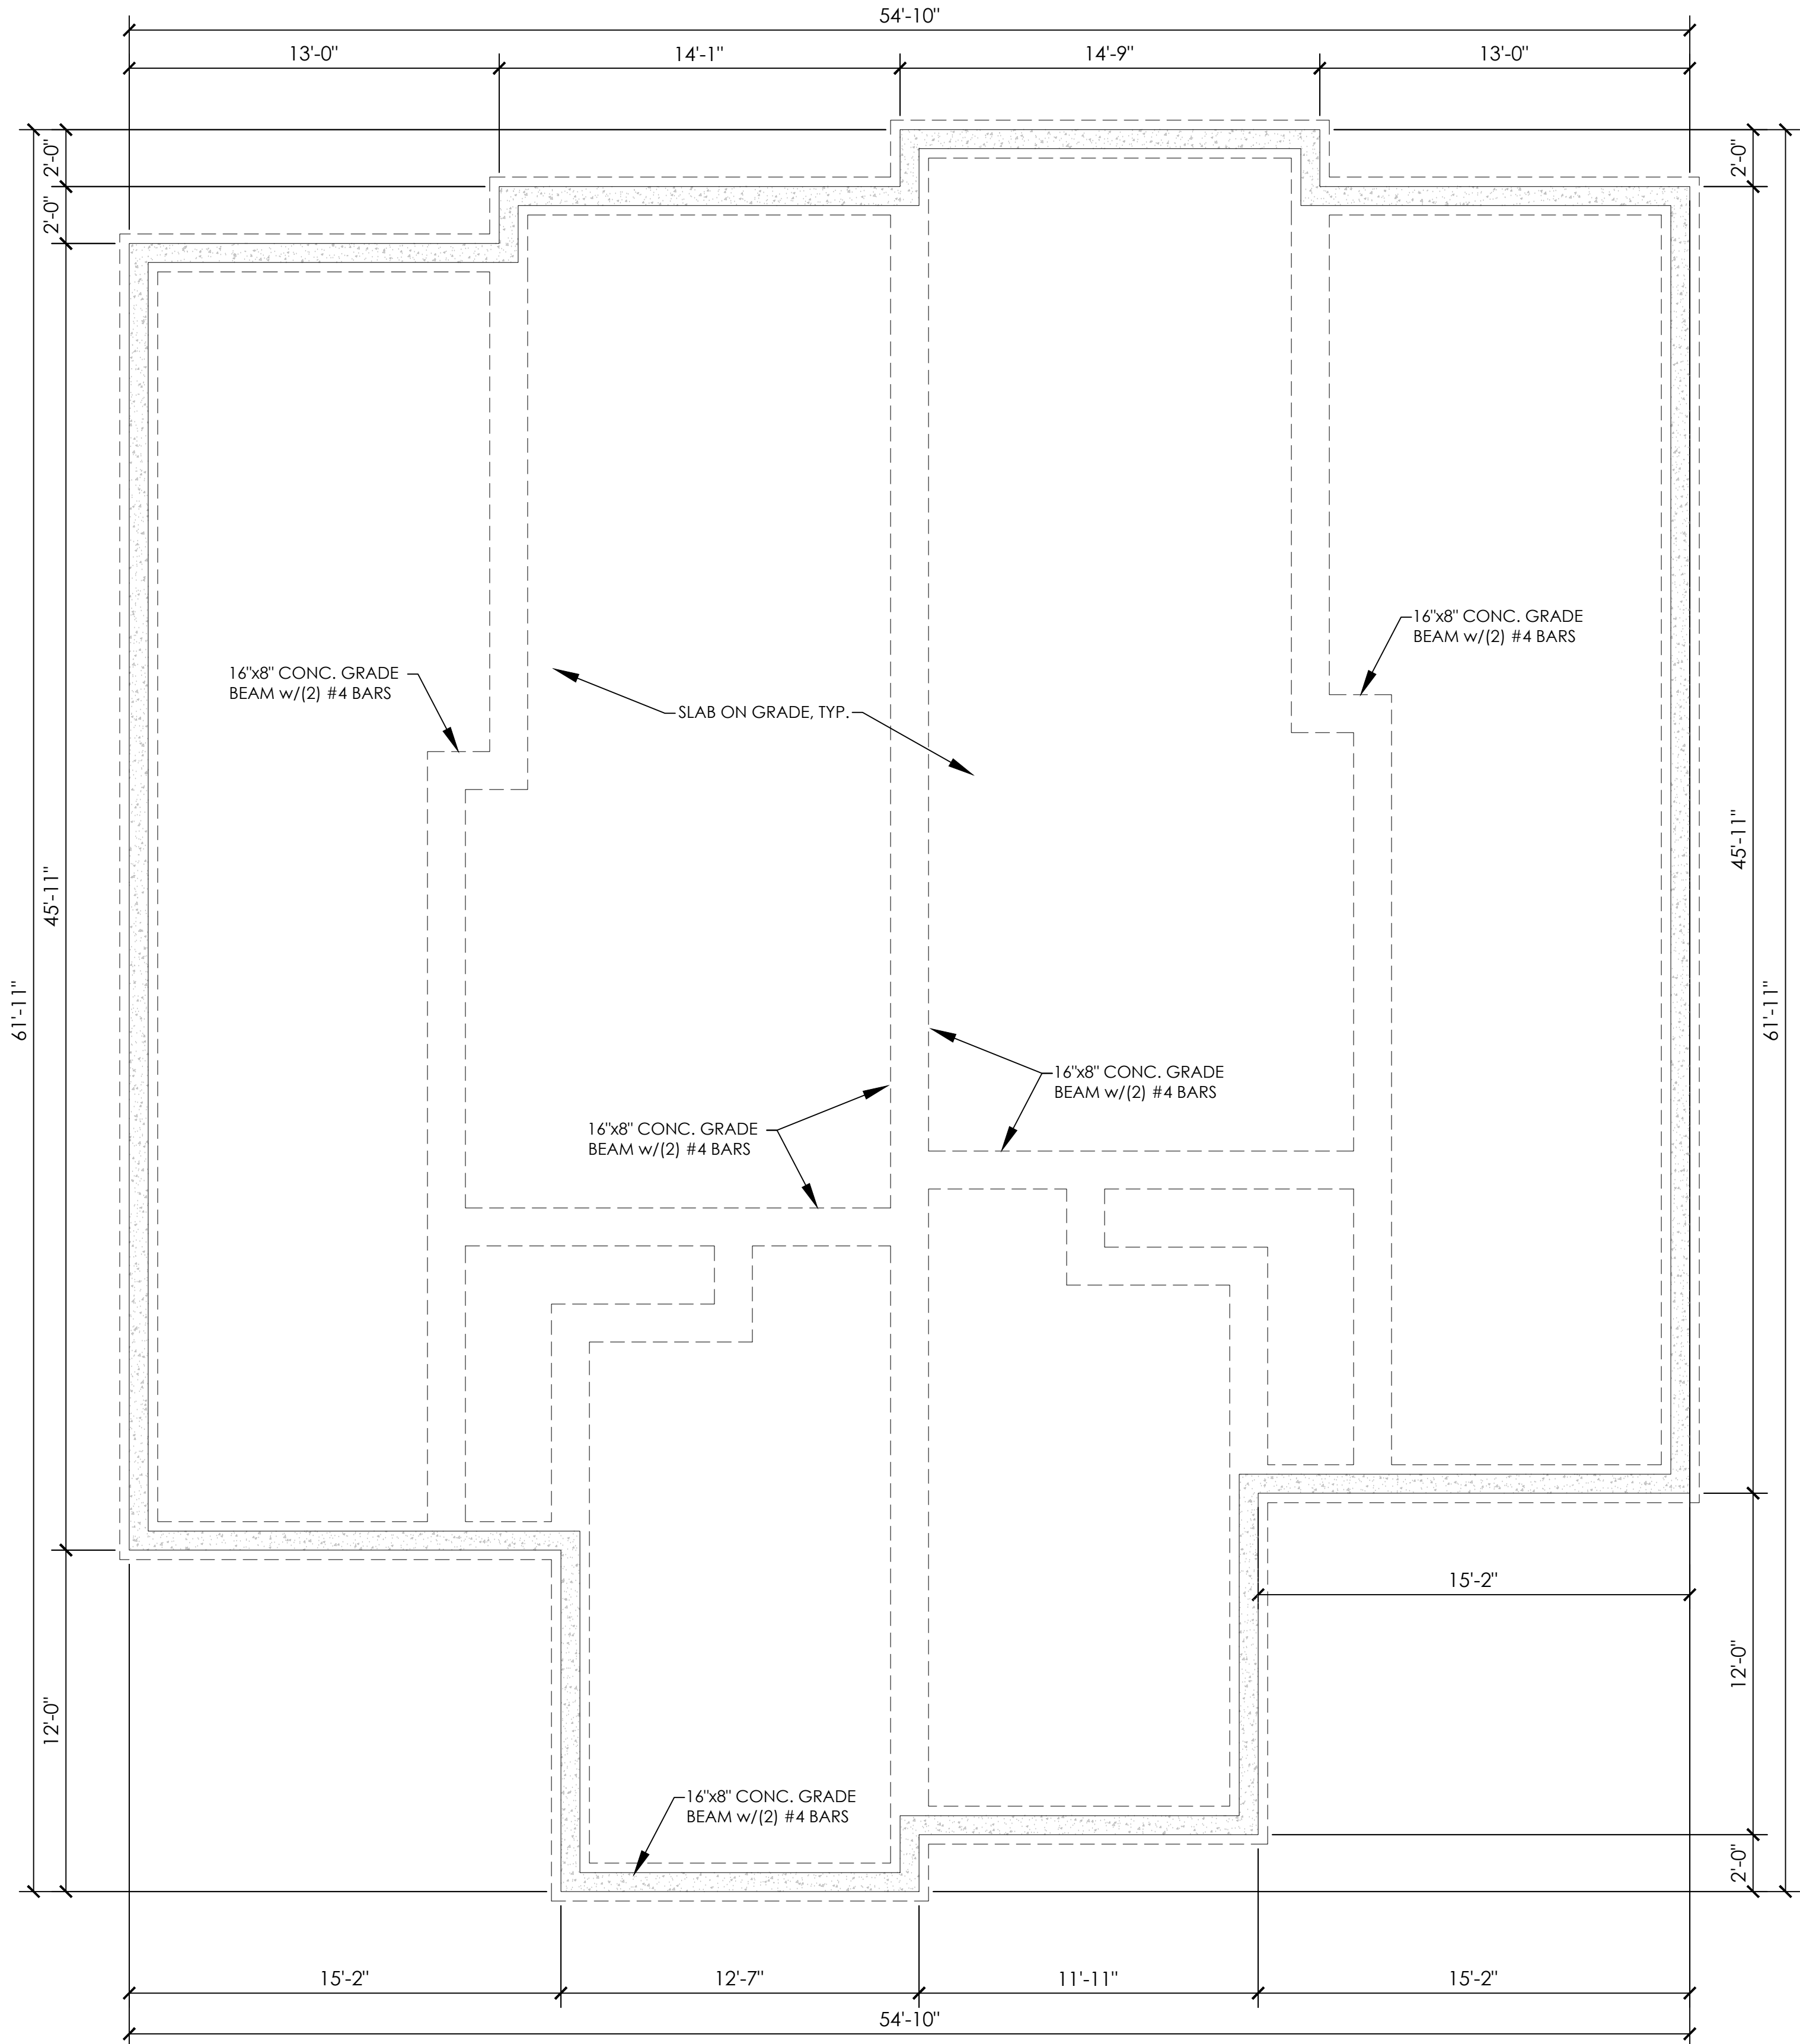 54'-10"
13'-0"
14'-1"
14'-9"
13'-0"
2'-0"
2'-0"
2'-0"
16"x8" CONC. GRADE
BEAM w/(2) #4 BARS
16"x8" CONC. GRADE
BEAM w/(2) #4 BARS
SLAB ON GRADE, TYP.
45'-11"
45'-11"
61'-11"
61'-11"
16"x8" CONC. GRADE
BEAM w/(2) #4 BARS
16"x8" CONC. GRADE
BEAM w/(2) #4 BARS
15'-2"
12'-0"
12'-0"
16"x8" CONC. GRADE
BEAM w/(2) #4 BARS
2'-0"
15'-2"
12'-7"
11'-11"
15'-2"
54'-10"